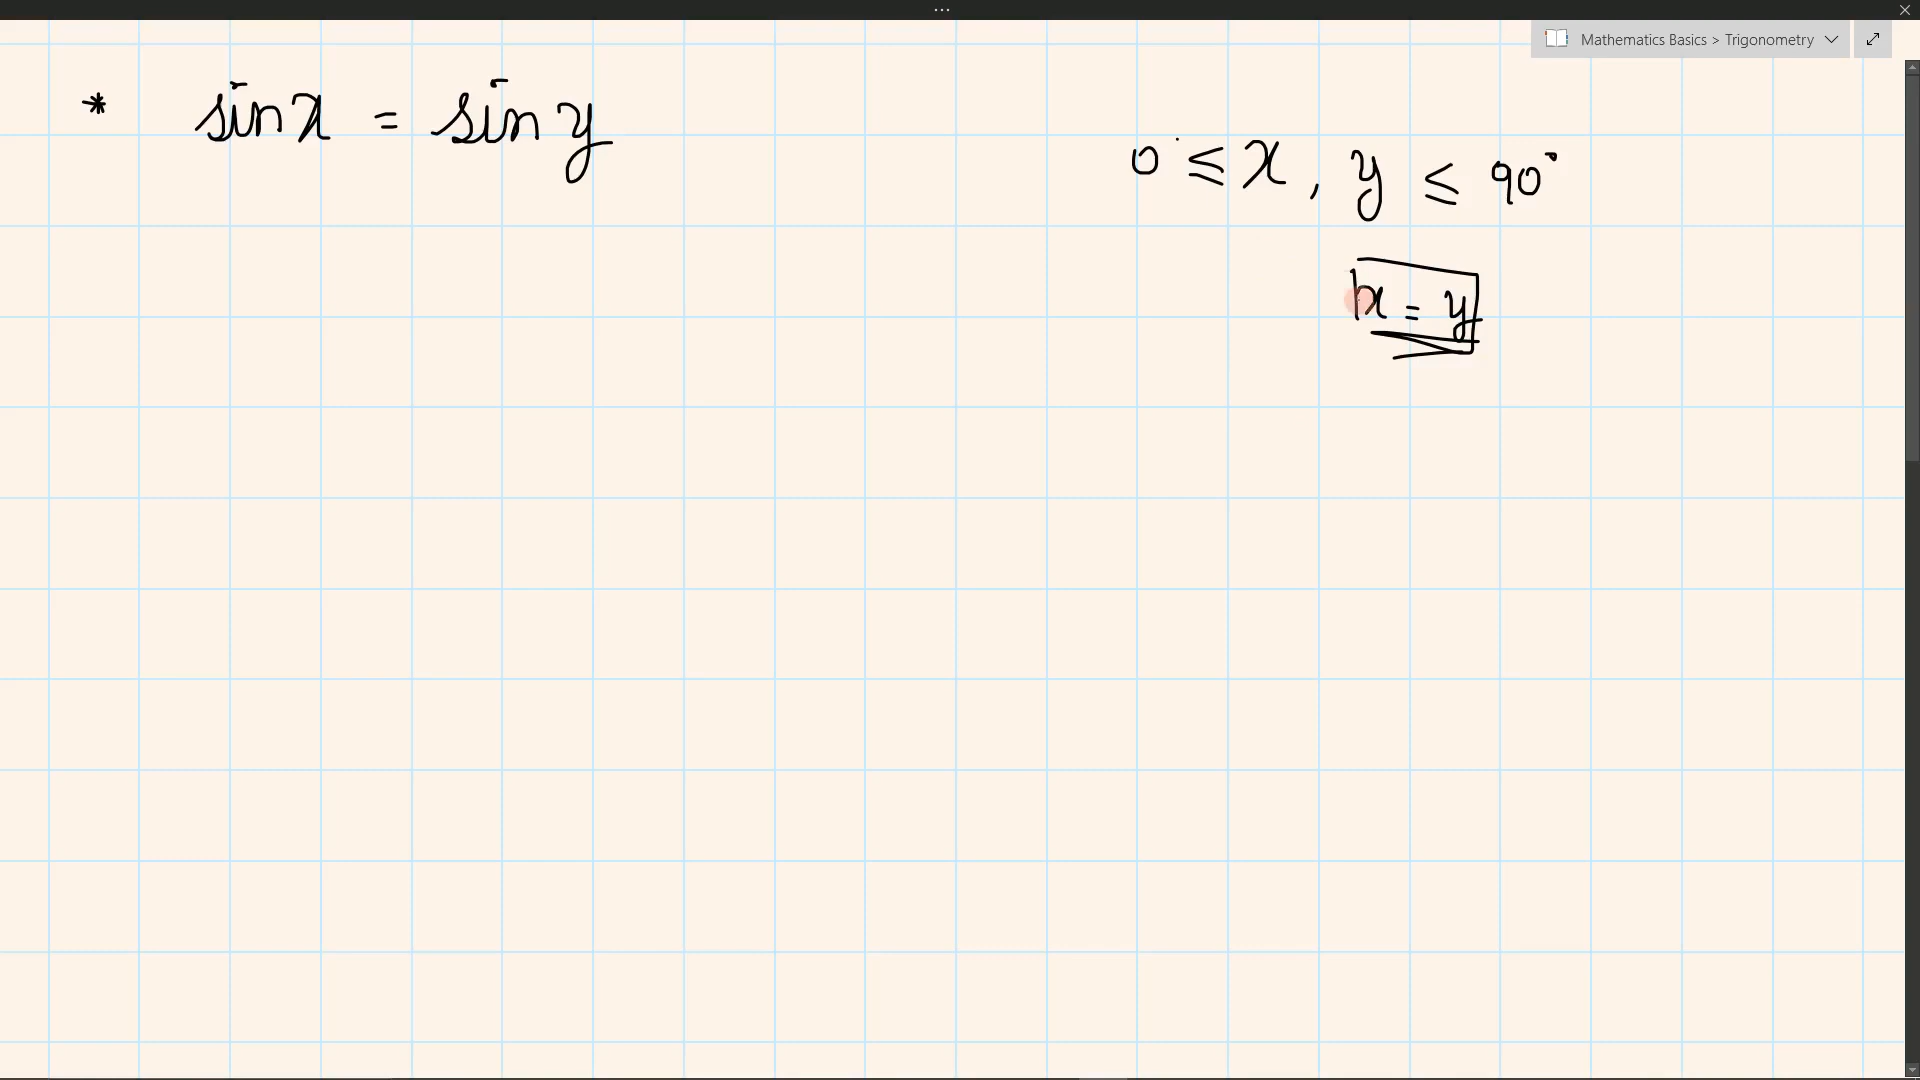 Mathematics Basics > Trigonometry
* sin x = sin y
0° ≤ x, y ≤ 90°
x = y